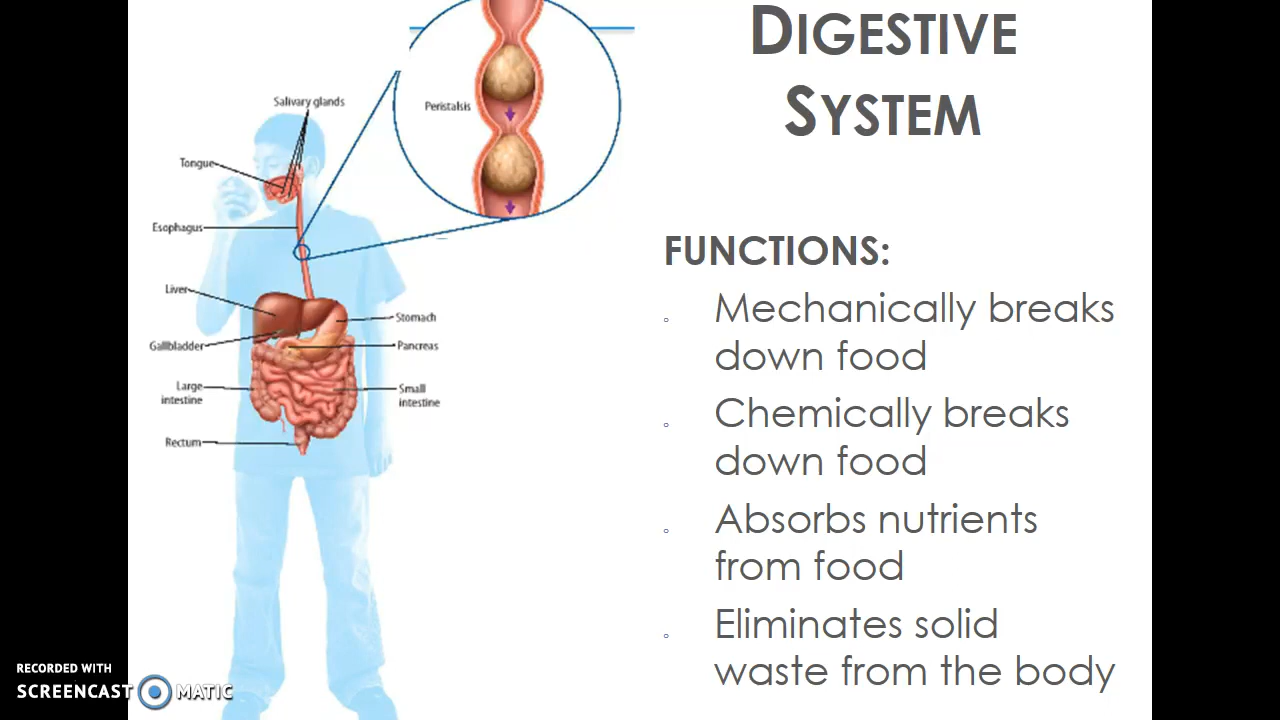 DIGESTIVE
SYSTEM
Salivary glands
Peristalsis
Tongue
Esophagus
Liver
Stomach
Gallbladder
Pancreas
Large
intestine
Small
intestine
Rectum
FUNCTIONS:
Mechanically breaks
down food
Chemically breaks
down food
Absorbs nutrients
from food
Eliminates solid
waste from the body
RECORDED WITH
SCREENCAST MATIC